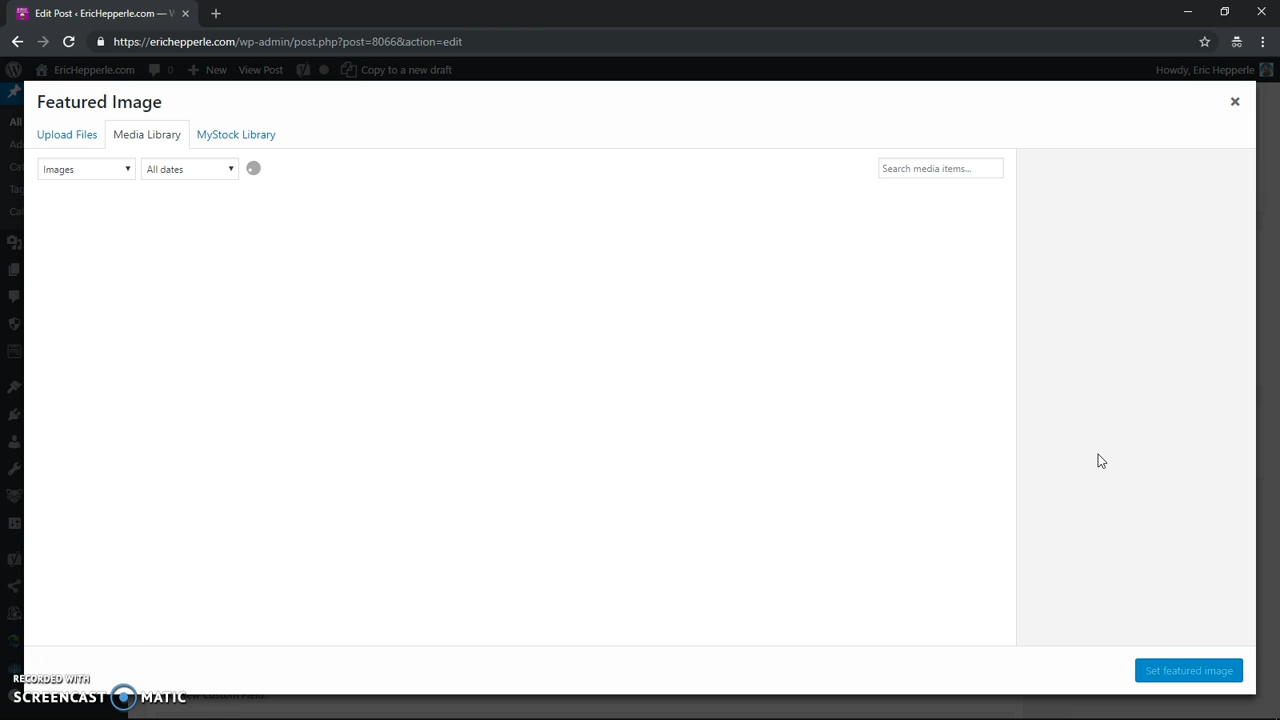 Edit Post ‹ EricHepperle.com —
https://erichepperle.com/wp-admin/post.php?post=8066&action=edit
EricHepperle.com 0 New View Post Copy to a new draft Howdy, Eric Hepperle
Featured Image
Upload Files Media Library MyStock Library
All
Images All dates Search media items...
Set featured image
RECORDED WITH
SCREENCAST MATIC